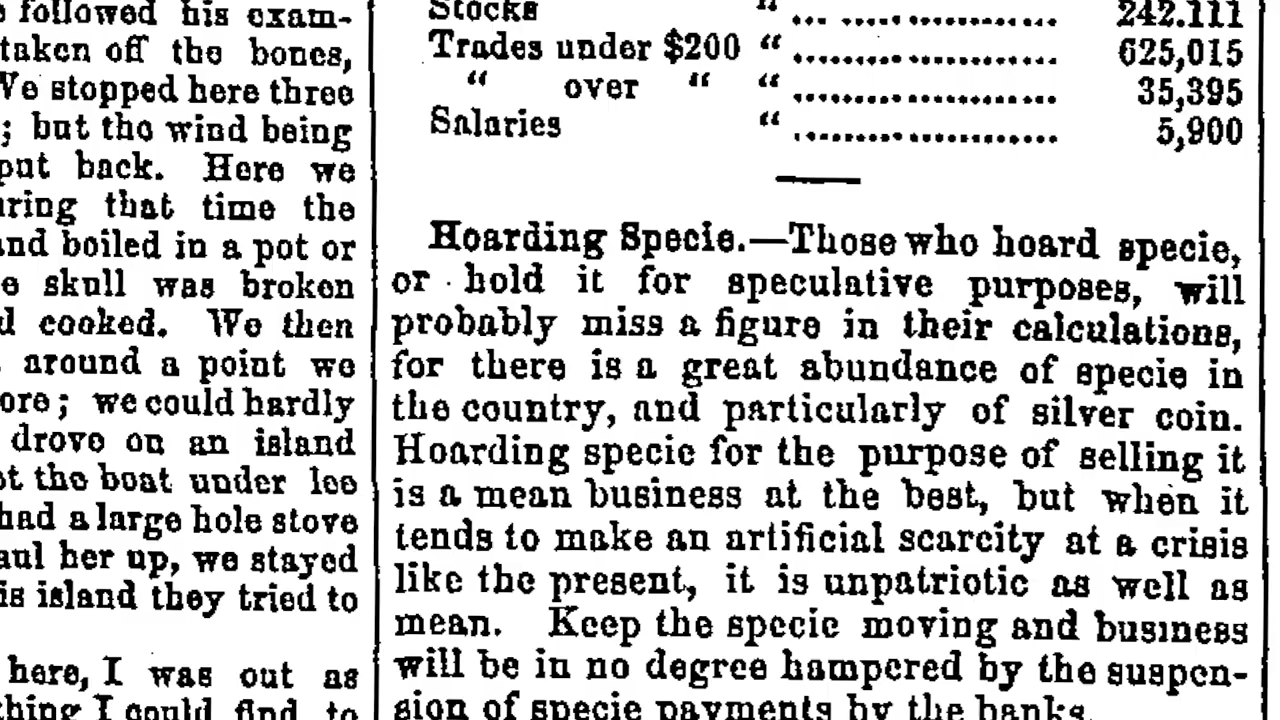 followed his exam-
taken off the bones,
We stopped here three
; but the wind being
put back. Here we
uring that time the
and boiled in a pot or
e skull was broken
d cooked. We then
around a point we
ore; we could hardly
drove on an island
ot the boat under lee
had a large hole stove
aul her up, we stayed
is island they tried to
here, I was out as
thing I could find to
Stocks " ... 242.111
Trades under $200 " ... 625,015
" over " " ... 35,395
Salaries " ... 5,900
Hoarding Specie.—Those who hoard specie,
or hold it for speculative purposes, will
probably miss a figure in their calculations,
for there is a great abundance of specie in
the country, and particularly of silver coin.
Hoarding specie for the purpose of selling it
is a mean business at the best, but when it
tends to make an artificial scarcity at a crisis
like the present, it is unpatriotic as well as
mean. Keep the specie moving and business
will be in no degree hampered by the suspen-
sion of specie payments by the banks.